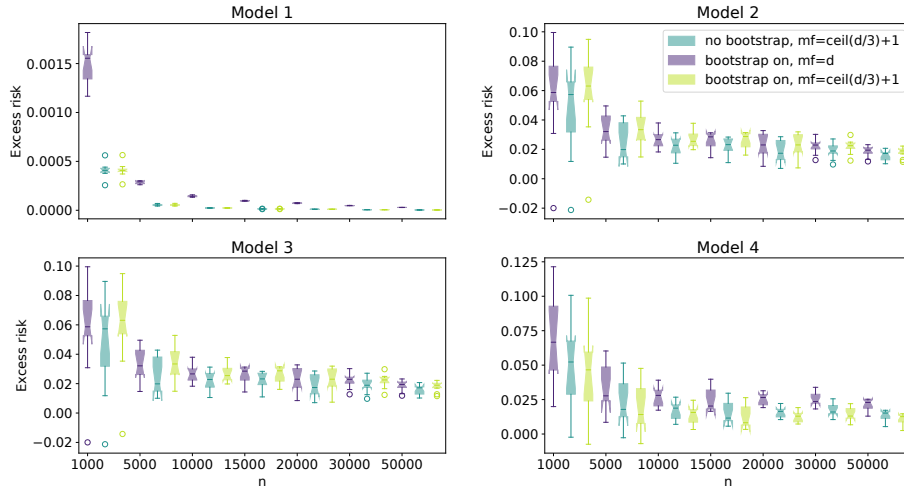 Model 1
Excess risk
0.0015
0.0010
0.0005
0.0000
Model 2
Excess risk
0.10
0.08
0.06
0.04
0.02
0.00
−0.02
no bootstrap, mf=ceil(d/3)+1
bootstrap on, mf=d
bootstrap on, mf=ceil(d/3)+1
Model 3
Excess risk
0.10
0.08
0.06
0.04
0.02
0.00
−0.02
1000 5000 10000 15000 20000 30000 50000
n
Model 4
Excess risk
0.125
0.100
0.075
0.050
0.025
0.000
1000 5000 10000 15000 20000 30000 50000
n